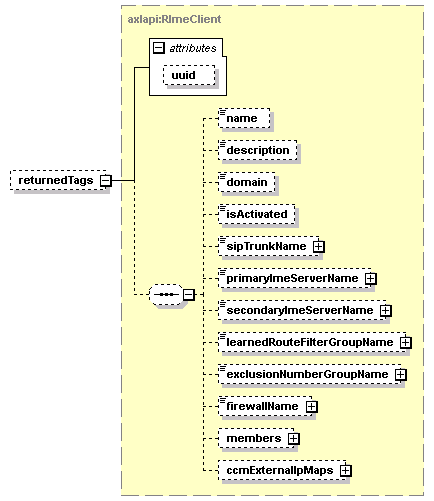 axlapi:RImeClient
attributes
uuid
returnedTags
name
description
domain
isActivated
sipTrunkName
primaryImeServerName
secondaryImeServerName
learnedRouteFilterGroupName
exclusionNumberGroupName
firewallName
members
ccmExternalIpMaps